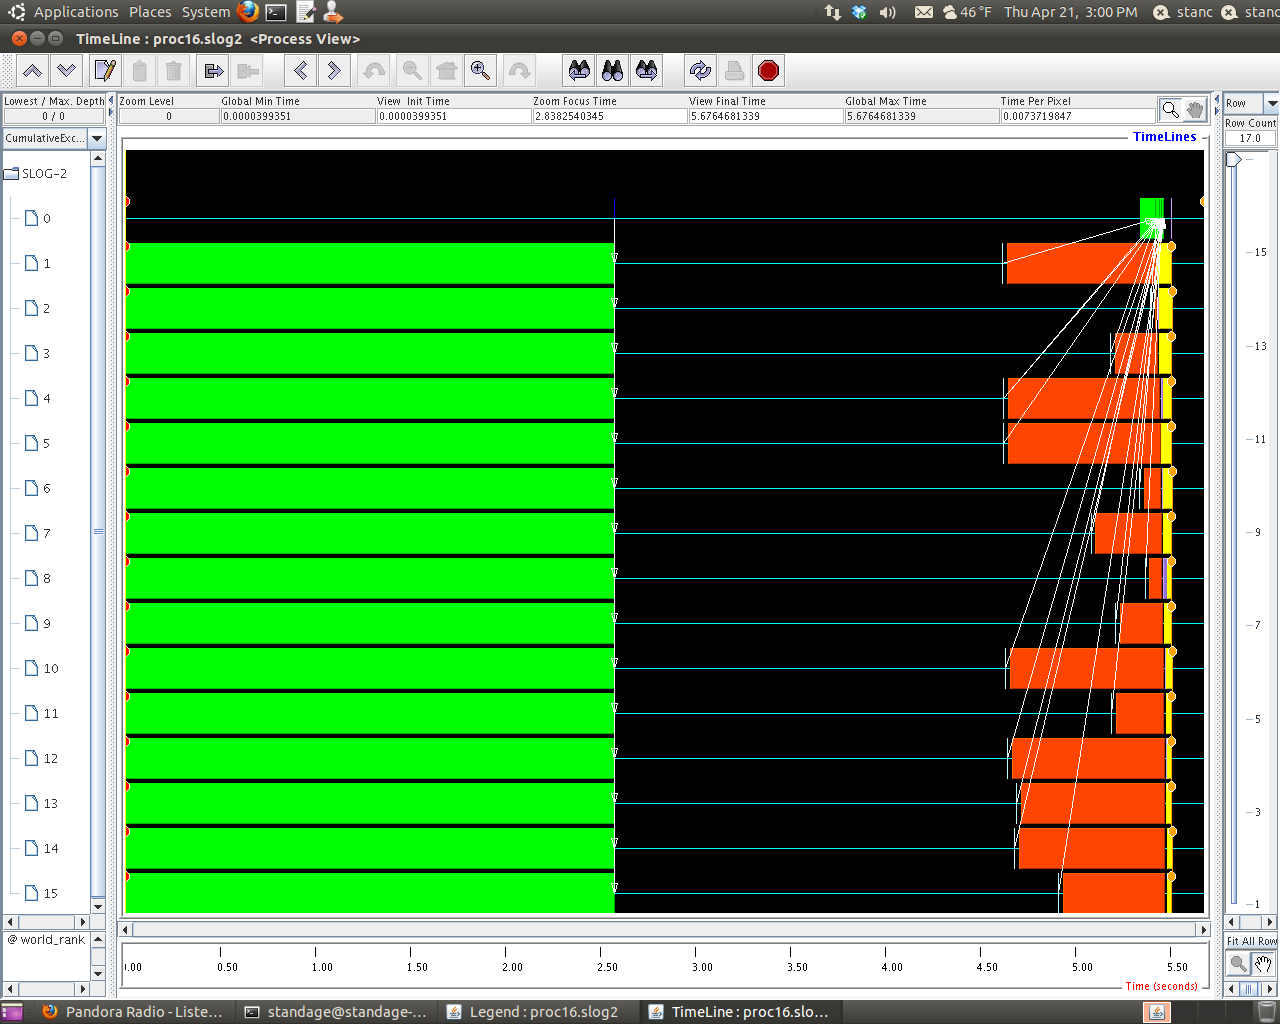 Applications Places System 46 °F Thu Apr 21, 3:00 PM stanc stanc
TimeLine : proc16.slog2 <Process View>
Lowest / Max. Depth Zoom Level Global Min Time View Init Time Zoom Focus Time View Final Time Global Max Time Time Per Pixel Row
0 / 0 0 0.0000399351 0.0000399351 2.8382540345 5.6764681339 5.6764681339 0.0073719847 Row Count
CumulativeExc... 17.0
TimeLines
SLOG-2
0
1
2
3
4
5
6
7
8
9
10
11
12
13
14
15
15
13
11
9
7
5
3
1
@ world_rank
Fit All Row
1.00 0.50 1.00 1.50 2.00 2.50 3.00 3.50 4.00 4.50 5.00 5.50
Time (seconds)
Pandora Radio - Liste... standage@standage-... Legend : proc16.slog2 TimeLine : proc16.slo...